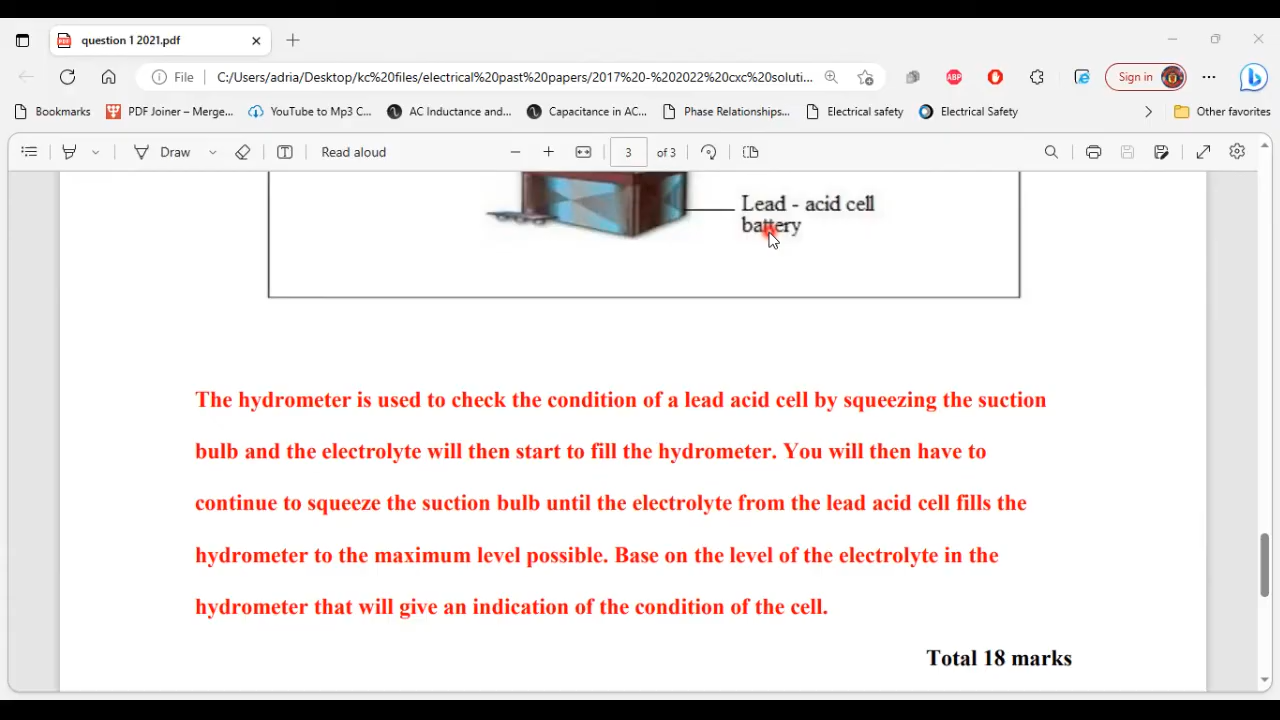 question 1 2021.pdf
File
C:/Users/adria/Desktop/kc%20files/electrical%20past%20papers/2017%20-%202022%20cxc%20soluti...
Sign in
Bookmarks
PDF Joiner – Merge...
YouTube to Mp3 C...
AC Inductance and...
Capacitance in AC...
Phase Relationships...
Electrical safety
Electrical Safety
Other favorites
Draw
Read aloud
3
of 3
ABP
PDF
Lead - acid cell
battery
The hydrometer is used to check the condition of a lead acid cell by squeezing the suction
bulb and the electrolyte will then start to fill the hydrometer. You will then have to
continue to squeeze the suction bulb until the electrolyte from the lead acid cell fills the
hydrometer to the maximum level possible. Base on the level of the electrolyte in the
hydrometer that will give an indication of the condition of the cell.
Total 18 marks